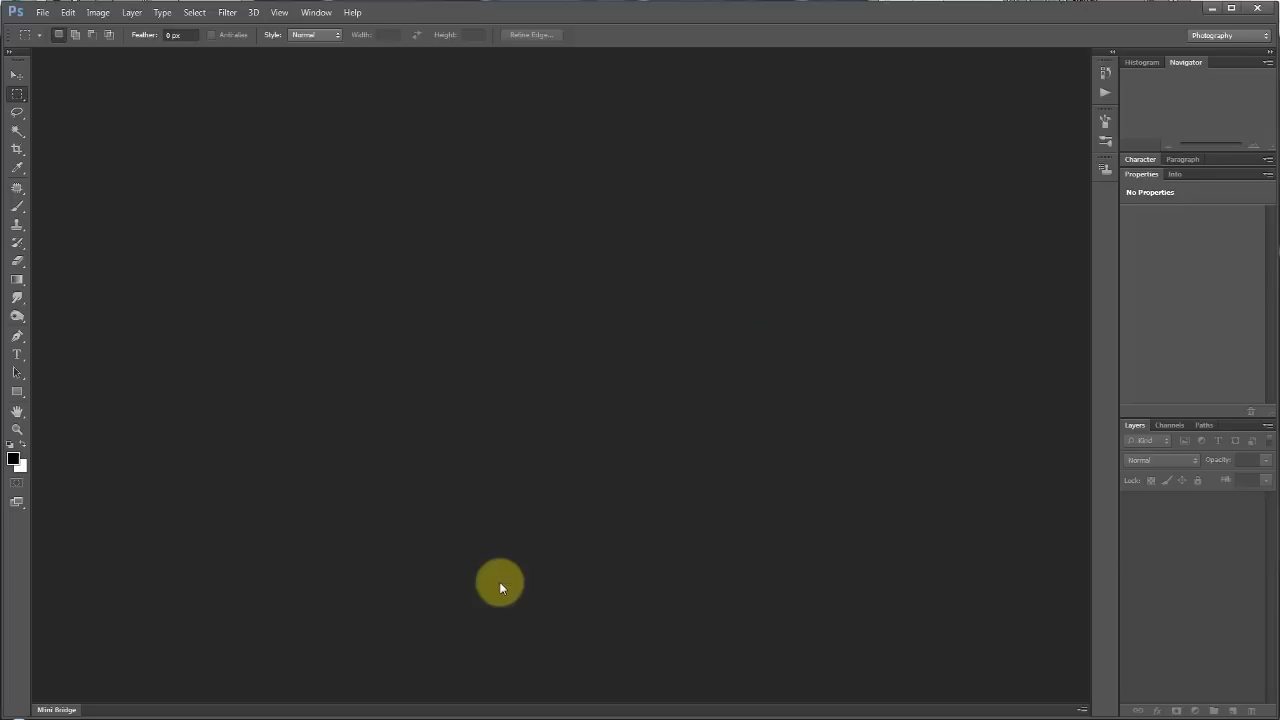 Ps File Edit Image Layer Type Select Filter 3D View Window Help
Feather: 0 px Antialias Style: Normal Width: Height: Refine Edge... Photography
Histogram Navigator
Character Paragraph
Properties Info
No Properties
Layers Channels Paths
Kind
Normal Opacity:
Lock: Fill:
Mini Bridge